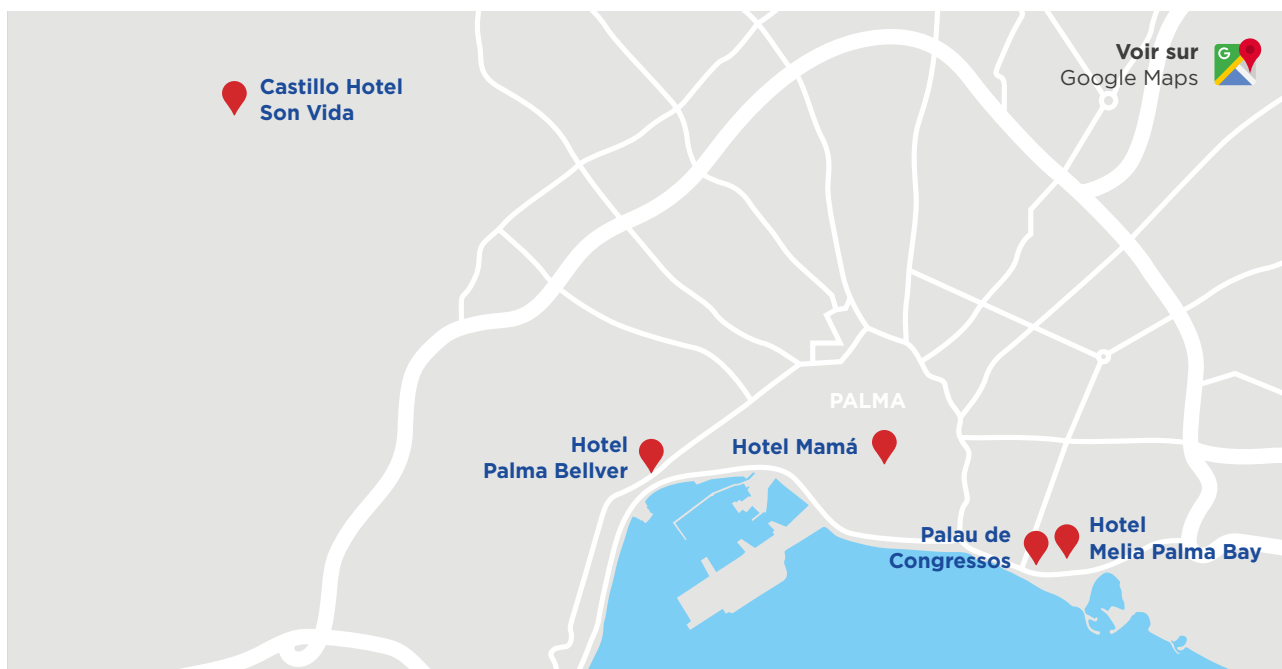 Voir sur
Google Maps
G
Castillo Hotel
Son Vida
PALMA
Hotel
Palma Bellver
Hotel Mamá
Palau de
Congressos
Hotel
Melia Palma Bay